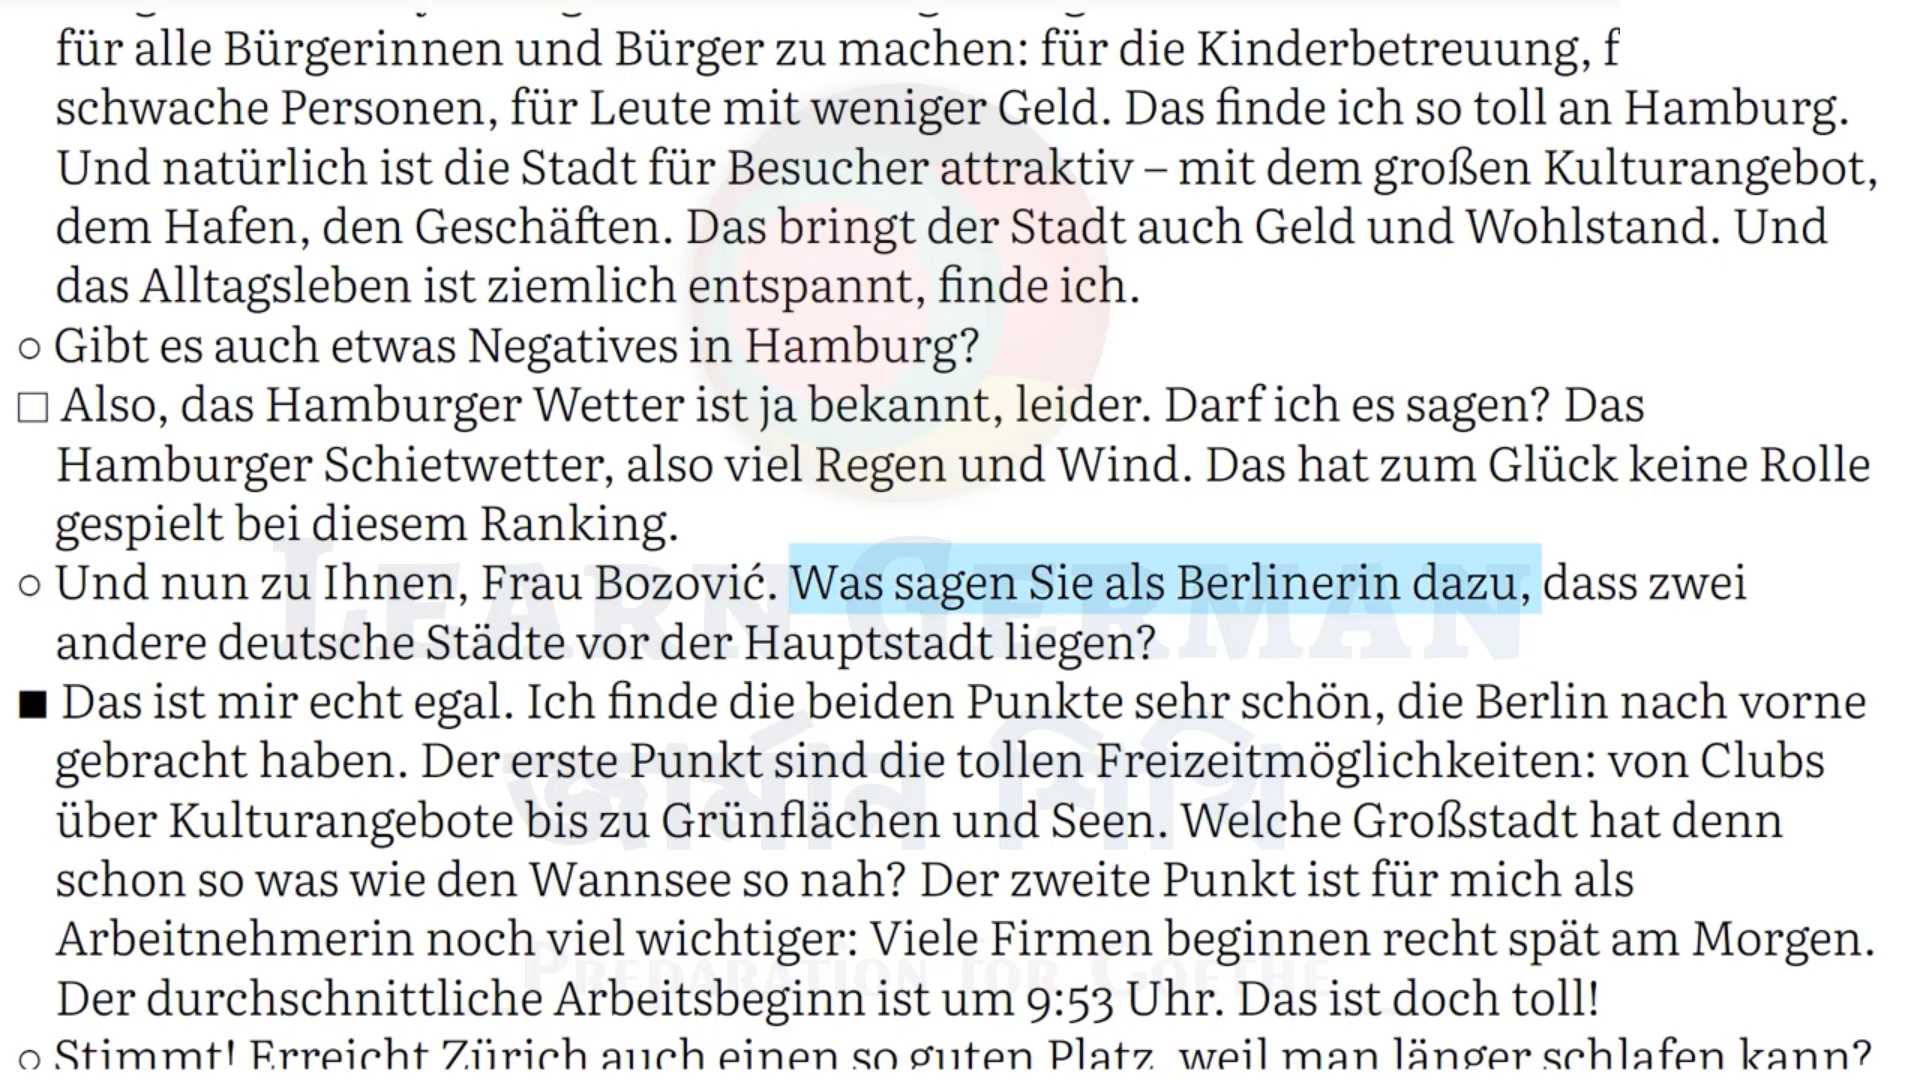 für alle Bürgerinnen und Bürger zu machen: für die Kinderbetreuung, f
schwache Personen, für Leute mit weniger Geld. Das finde ich so toll an Hamburg.
Und natürlich ist die Stadt für Besucher attraktiv – mit dem großen Kulturangebot,
dem Hafen, den Geschäften. Das bringt der Stadt auch Geld und Wohlstand. Und
das Alltagsleben ist ziemlich entspannt, finde ich.
○ Gibt es auch etwas Negatives in Hamburg?
□ Also, das Hamburger Wetter ist ja bekannt, leider. Darf ich es sagen? Das
Hamburger Schietwetter, also viel Regen und Wind. Das hat zum Glück keine Rolle
gespielt bei diesem Ranking.
○ Und nun zu Ihnen, Frau Bozović. Was sagen Sie als Berlinerin dazu, dass zwei
andere deutsche Städte vor der Hauptstadt liegen?
■ Das ist mir echt egal. Ich finde die beiden Punkte sehr schön, die Berlin nach vorne
gebracht haben. Der erste Punkt sind die tollen Freizeitmöglichkeiten: von Clubs
über Kulturangebote bis zu Grünflächen und Seen. Welche Großstadt hat denn
schon so was wie den Wannsee so nah? Der zweite Punkt ist für mich als
Arbeitnehmerin noch viel wichtiger: Viele Firmen beginnen recht spät am Morgen.
Der durchschnittliche Arbeitsbeginn ist um 9:53 Uhr. Das ist doch toll!
○ Stimmt! Erreicht Zürich auch einen so guten Platz, weil man länger schlafen kann?
LEARN GERMAN
জার্মান শিখি
PREPARATION FOR GOETHE